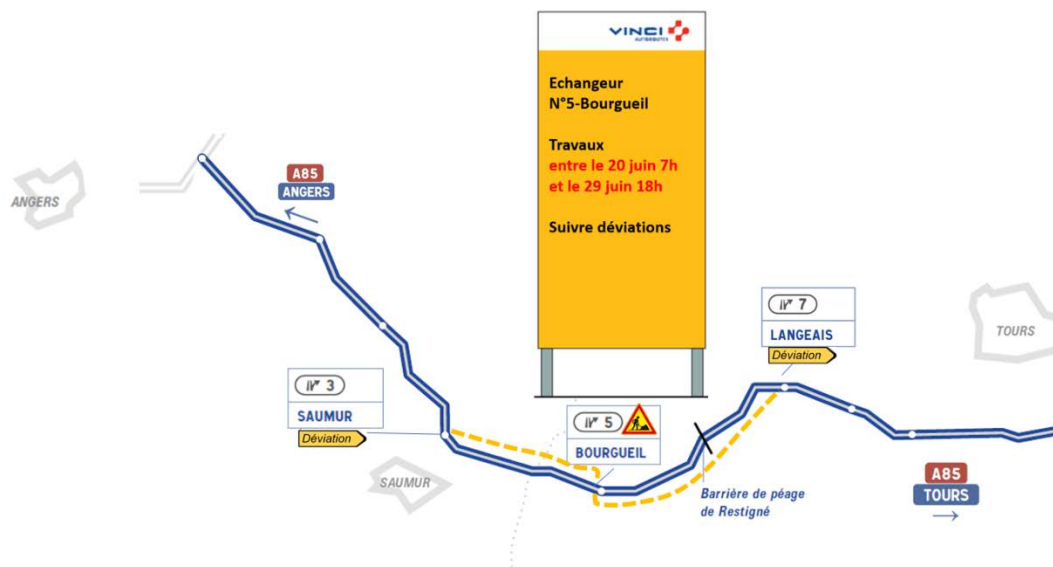 VINCI
AUTOROUTES
Echangeur
N°5-Bourgueil
Travaux
entre le 20 juin 7h
et le 29 juin 18h
Suivre déviations
A85
ANGERS
ANGERS
7
LANGEAIS
Déviation
TOURS
3
SAUMUR
Déviation
5
BOURGUEIL
SAUMUR
Barrière de péage
de Restigné
A85
TOURS